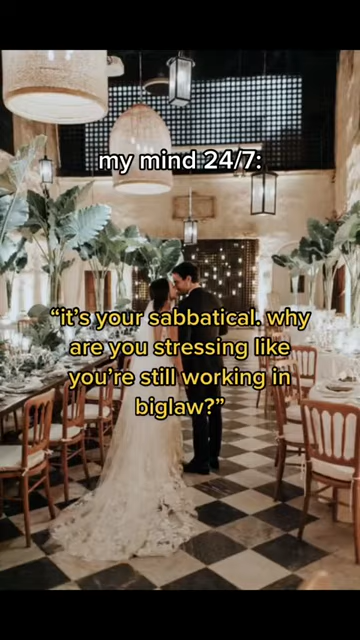 my mind 24/7:
“it’s your sabbatical. why
are you stressing like
you’re still working in
biglaw?”